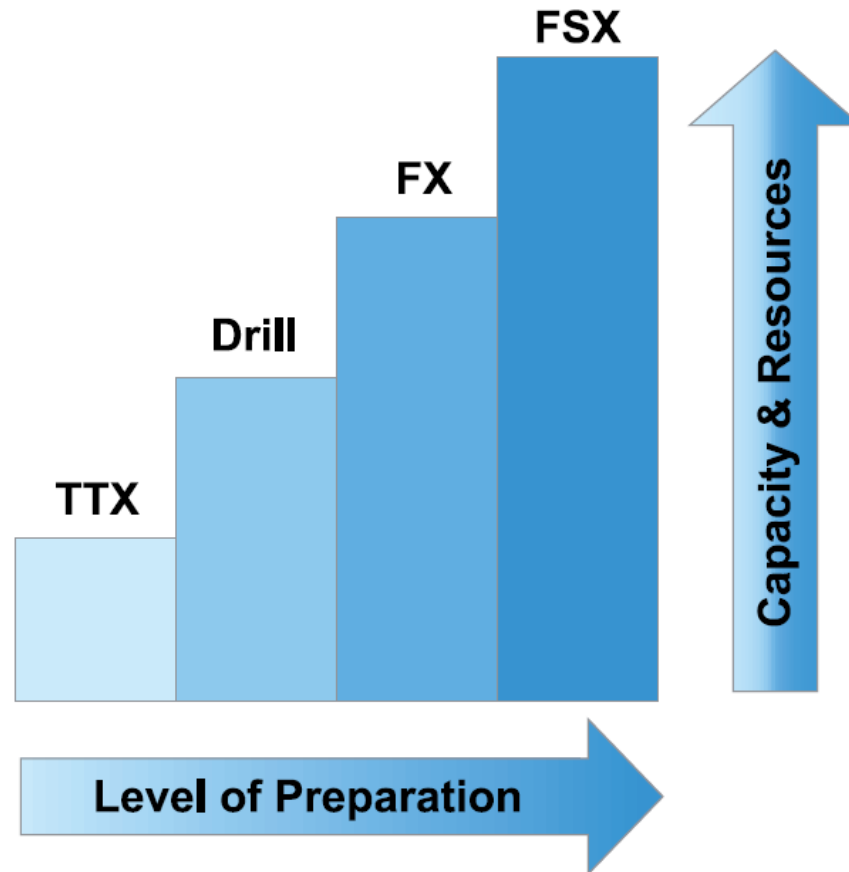 FSX
FX
Drill
TTX
Capacity & Resources
Level of Preparation